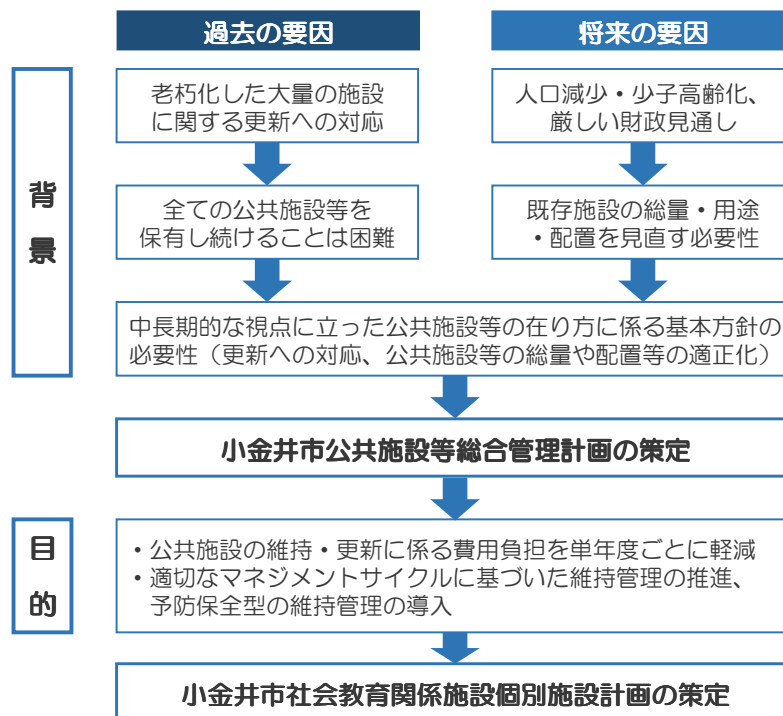 過去の要因
将来の要因
背景
老朽化した大量の施設
に関する更新への対応
人口減少・少子高齢化、
厳しい財政見通し
全ての公共施設等を
保有し続けることは困難
既存施設の総量・用途
・配置を見直す必要性
中長期的な視点に立った公共施設等の在り方に係る基本方針の
必要性（更新への対応、公共施設等の総量や配置等の適正化）
小金井市公共施設等総合管理計画の策定
目的
・公共施設の維持・更新に係る費用負担を単年度ごとに軽減
・適切なマネジメントサイクルに基づいた維持管理の推進、
予防保全型の維持管理の導入
小金井市社会教育関係施設個別施設計画の策定